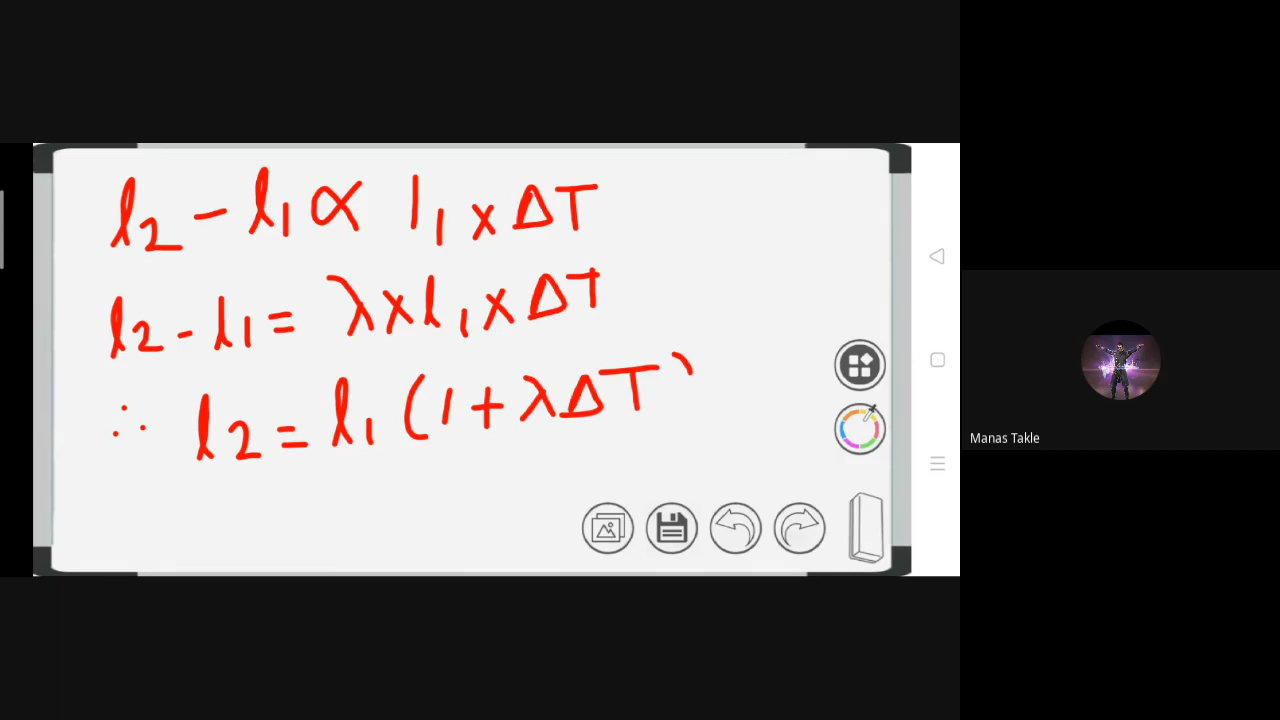 l₂ - l₁ ∝ l₁ x ΔT
l₂ - l₁ = λ x l₁ x ΔT
∴ l₂ = l₁ (1 + λΔT)
Manas Takle